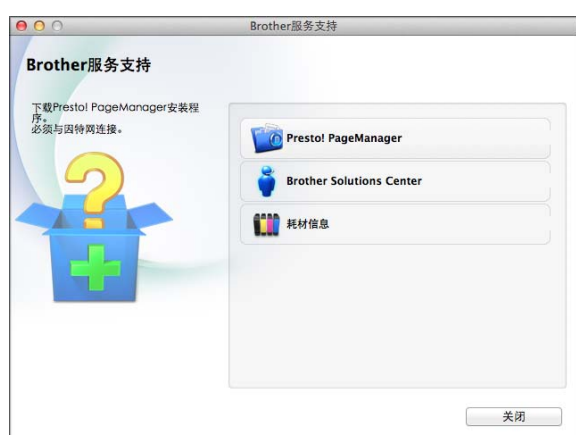 Brother服务支持
Brother服务支持
下载Presto! PageManager安装程
序。
必须与因特网连接。
Presto! PageManager
Brother Solutions Center
耗材信息
关闭